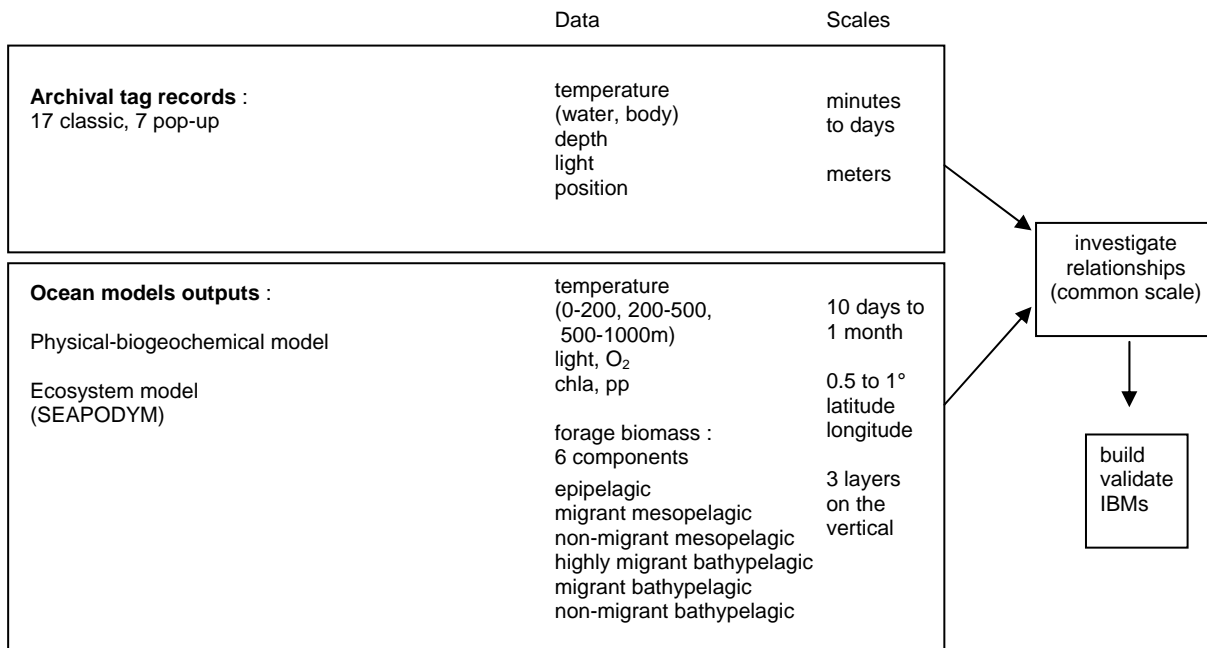 Data
Scales
Archival tag records :
17 classic, 7 pop-up
temperature
(water, body)
depth
light
position
minutes
to days
meters
Ocean models outputs :
Physical-biogeochemical model
Ecosystem model
(SEAPODYM)
temperature
(0-200, 200-500,
500-1000m)
light, O₂
chla, pp
forage biomass :
6 components
epipelagic
migrant mesopelagic
non-migrant mesopelagic
highly migrant bathypelagic
migrant bathypelagic
non-migrant bathypelagic
10 days to
1 month
0.5 to 1°
latitude
longitude
3 layers
on the
vertical
investigate
relationships
(common scale)
build
validate
IBMs